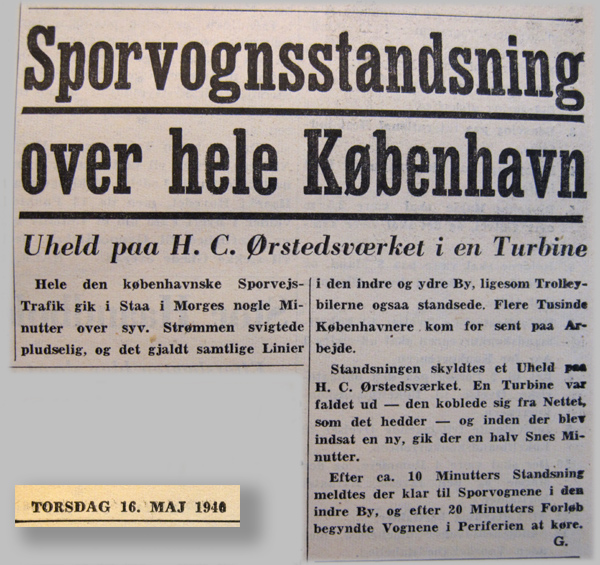 Sporvognsstandsning
over hele København
Uheld paa H. C. Ørstedsværket i en Turbine
Hele den københavnske Sporvejs-
Trafik gik i Staa i Morges nogle Mi-
nutter over syv. Strømmen svigtede
pludselig, og det gjaldt samtlige Linier
i den indre og ydre By, ligesom Trolley-
bilerne ogsaa standsede. Flere Tusinde
Københavnere kom for sent paa Ar-
bejde.
Standsningen skyldtes et Uheld paa
H. C. Ørstedsværket. En Turbine var
faldet ud — den koblede sig fra Nettet,
som det hedder — og inden der blev
indsat en ny, gik der en halv Snes Mi-
nutter.
Efter ca. 10 Minutters Standsning
meldtes der klar til Sporvognene i den
indre By, og efter 20 Minutters Forløb
begyndte Vognene i Periferien at køre.
G.
TORSDAG 16. MAJ 1940